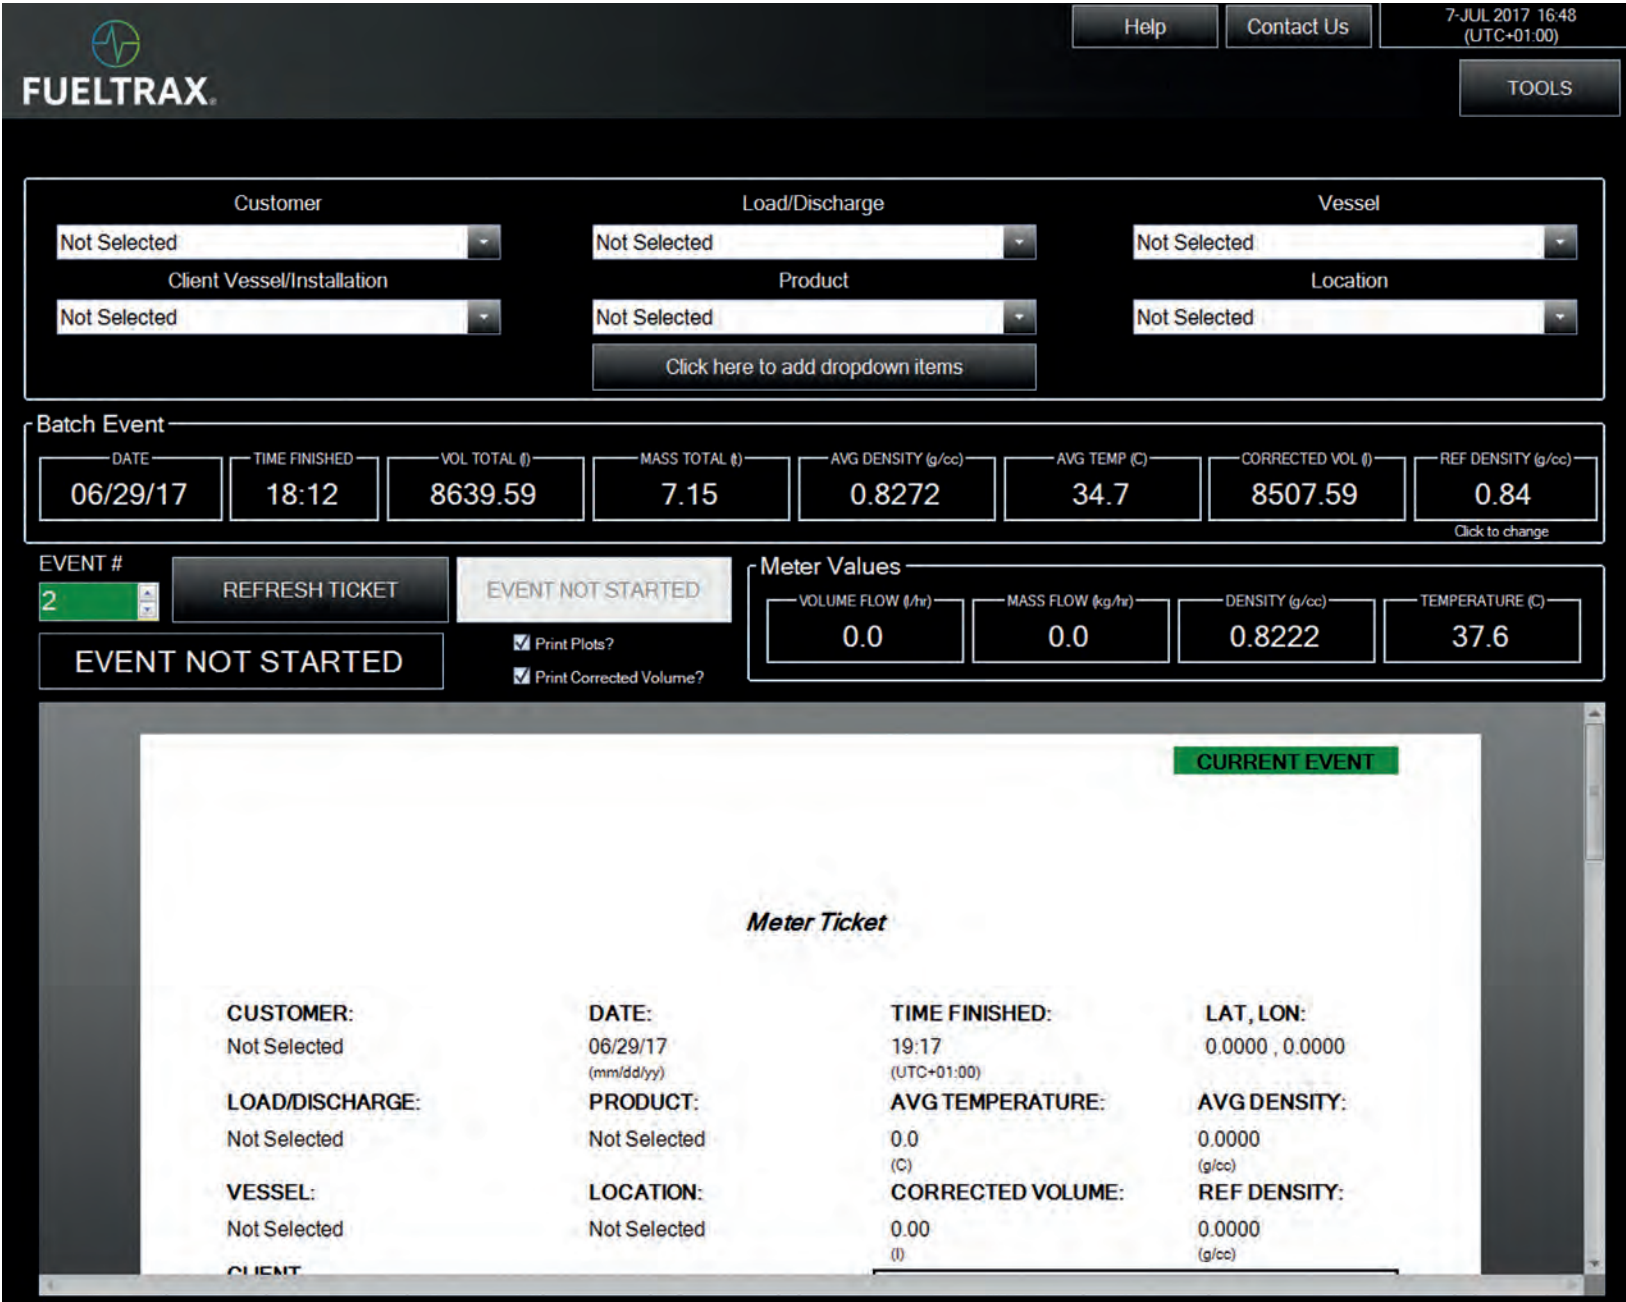 Help Contact Us 7-JUL 2017 16:48
(UTC+01:00)
FUELTRAX®
TOOLS
Customer Load/Discharge Vessel
Not Selected Not Selected Not Selected
Client Vessel/Installation Product Location
Not Selected Not Selected Not Selected
Click here to add dropdown items
Batch Event
DATE TIME FINISHED VOL TOTAL (l) MASS TOTAL (t) AVG DENSITY (g/cc) AVG TEMP (C) CORRECTED VOL (l) REF DENSITY (g/cc)
06/29/17 18:12 8639.59 7.15 0.8272 34.7 8507.59 0.84
Click to change
EVENT #
2
REFRESH TICKET
EVENT NOT STARTED
Meter Values
VOLUME FLOW (l/hr) MASS FLOW (kg/hr) DENSITY (g/cc) TEMPERATURE (C)
0.0 0.0 0.8222 37.6
EVENT NOT STARTED
Print Plots?
Print Corrected Volume?
CURRENT EVENT
Meter Ticket
CUSTOMER: DATE: TIME FINISHED: LAT, LON:
Not Selected 06/29/17 19:17 0.0000 , 0.0000
(mm/dd/yy) (UTC+01:00)
LOAD/DISCHARGE: PRODUCT: AVG TEMPERATURE: AVG DENSITY:
Not Selected Not Selected 0.0 0.0000
(C) (g/cc)
VESSEL: LOCATION: CORRECTED VOLUME: REF DENSITY:
Not Selected Not Selected 0.00 0.0000
(l) (g/cc)
CLIENT